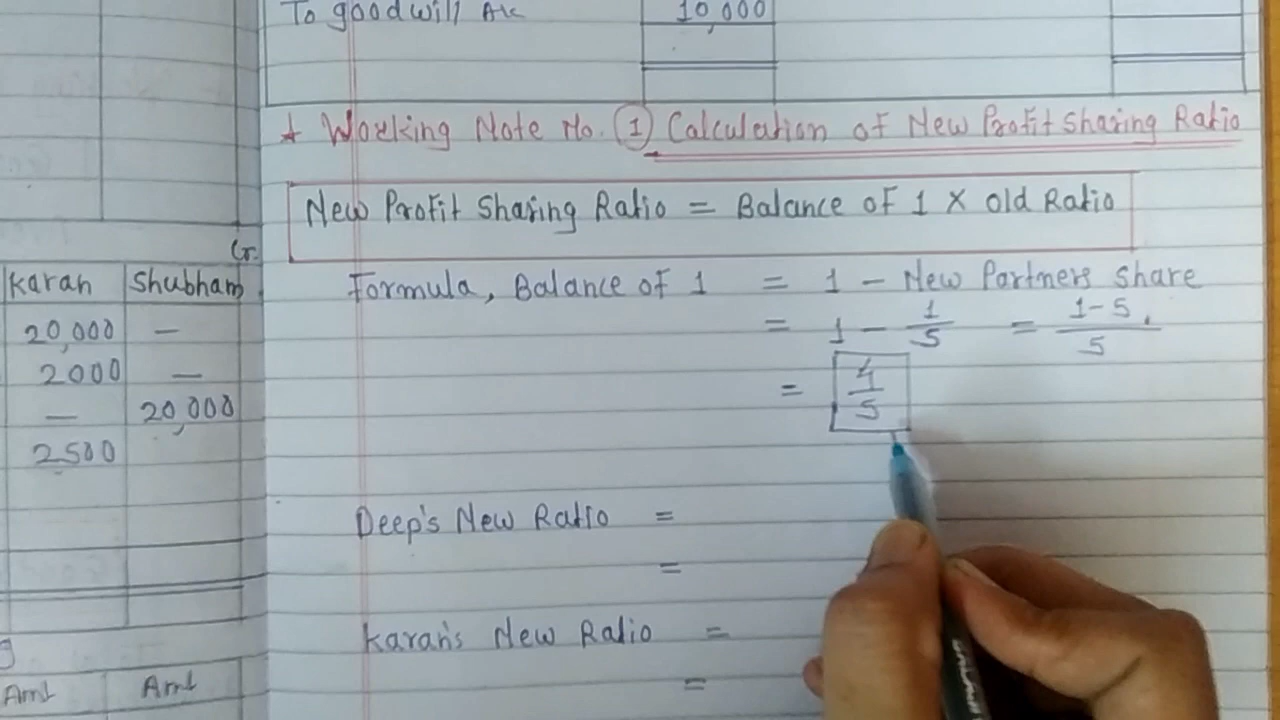 To goodwill A/c 10,000
* Working Note No. ① Calculation of New Profit Sharing Ratio
New Profit Sharing Ratio = Balance of 1 X old Ratio
Formula, Balance of 1 = 1 - New Partners share
= 1 - 1/5 = 1-5/5
= 4/5
Deep's New Ratio =
=
Karan's New Ratio =
=
Cr.
Karan Shubham
20,000 —
2000 —
— 20,000
2500
Amt Amt